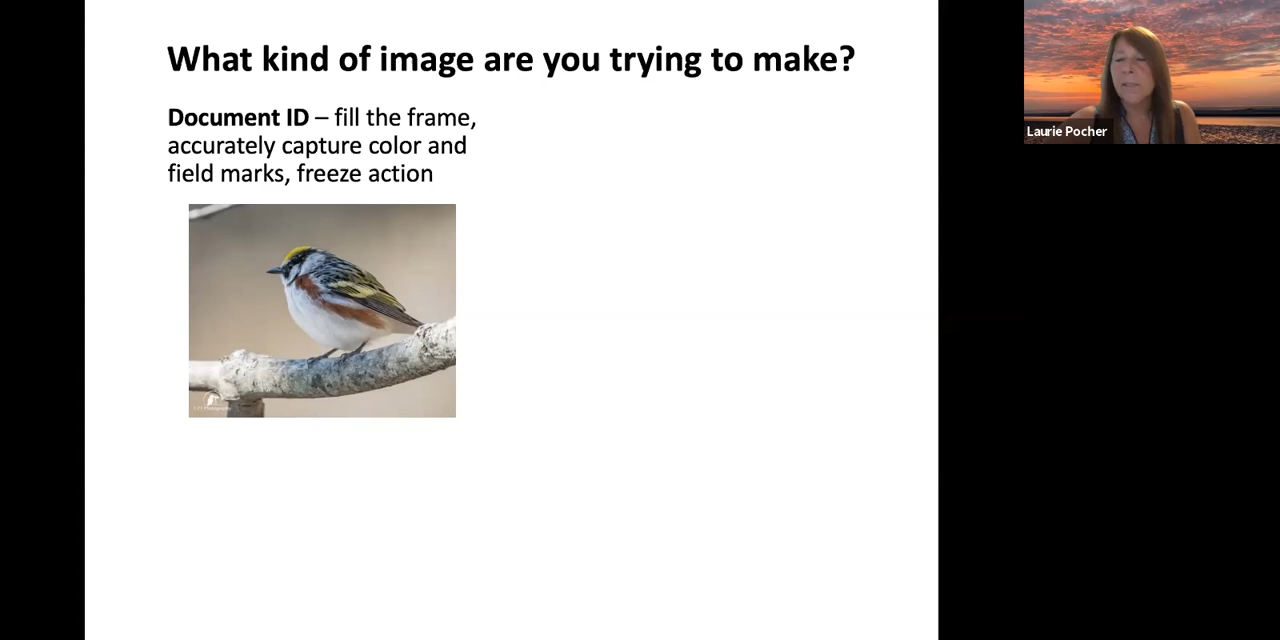 What kind of image are you trying to make?
Document ID – fill the frame,
accurately capture color and
field marks, freeze action
Laurie Pocher